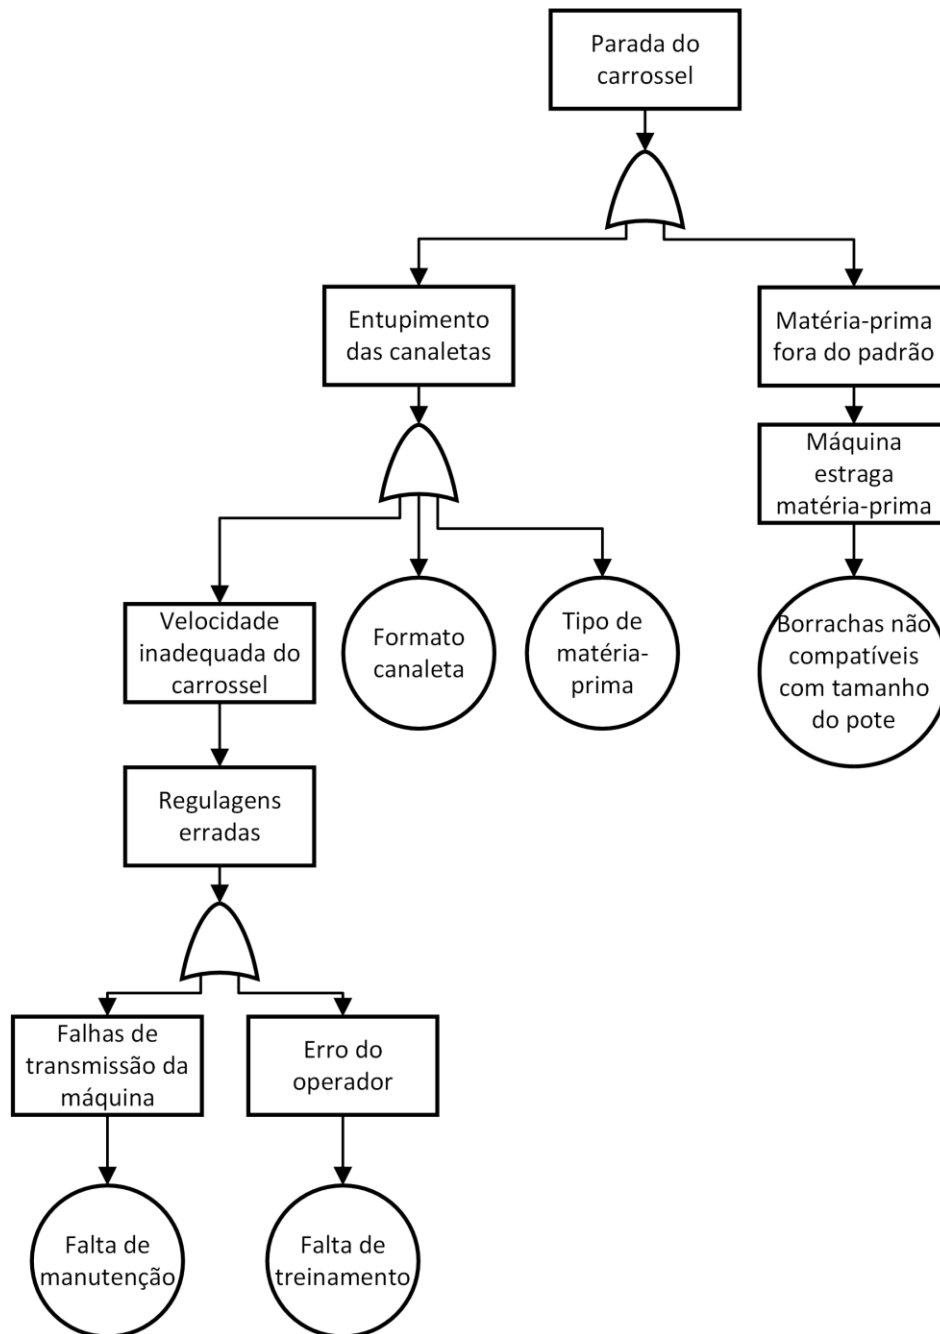 Parada do
carrossel
Entupimento
das canaletas
Matéria-prima
fora do padrão
Máquina
estraga
matéria-prima
Velocidade
inadequada do
carrossel
Formato
canaleta
Tipo de
matéria-
prima
Borrachas não
compatíveis
com tamanho
do pote
Regulagens
erradas
Falhas de
transmissão da
máquina
Erro do
operador
Falta de
manutenção
Falta de
treinamento